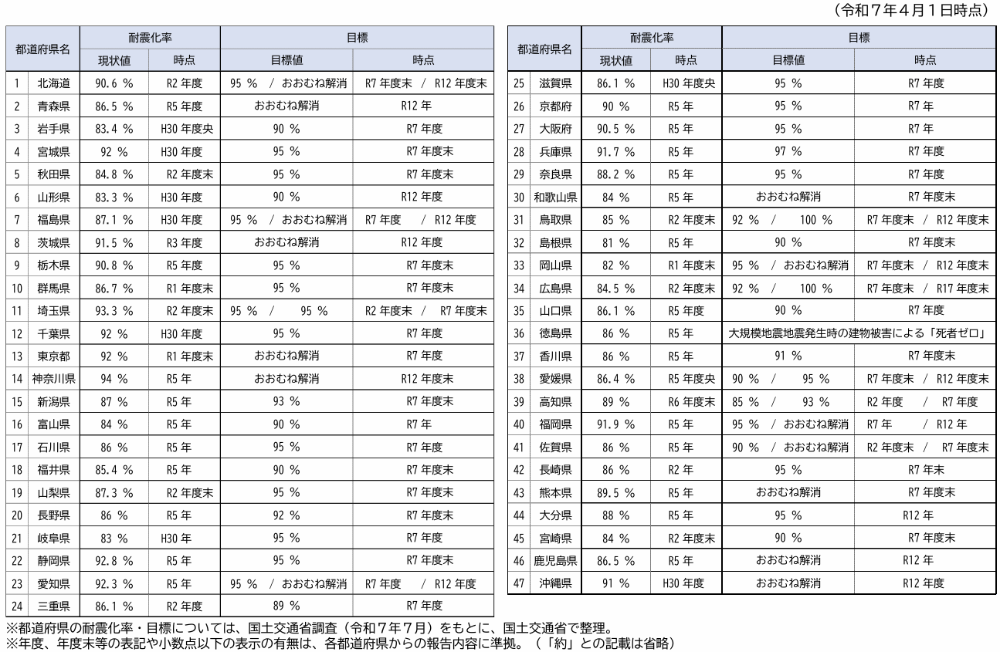 （令和７年４月１日時点）
都道府県名 耐震化率 目標
現状値 時点 目標値 時点
1 北海道 90.6 % R2 年度 95 % / おおむね解消 R7 年度末 / R12 年度末
2 青森県 86.5 % R5 年度 おおむね解消 R12 年
3 岩手県 83.4 % H30 年度央 90 % R7 年度
4 宮城県 92 % H30 年度 95 % R7 年度末
5 秋田県 84.8 % R2 年度末 95 % R7 年度末
6 山形県 83.3 % H30 年度 90 % R12 年度
7 福島県 87.1 % H30 年度 95 % / おおむね解消 R7 年度 / R12 年度
8 茨城県 91.5 % R3 年度 おおむね解消 R12 年度
9 栃木県 90.8 % R5 年度 95 % R7 年度末
10 群馬県 86.7 % R1 年度末 95 % R7 年度末
11 埼玉県 93.3 % R2 年度末 95 % / 95 % R2 年度末 / R7 年度末
12 千葉県 92 % H30 年度 95 % R7 年度
13 東京都 92 % R1 年度末 おおむね解消 R7 年度
14 神奈川県 94 % R5 年 おおむね解消 R12 年度末
15 新潟県 87 % R5 年 93 % R7 年度末
16 富山県 84 % R5 年 90 % R7 年
17 石川県 86 % R5 年 95 % R7 年度
18 福井県 85.4 % R5 年 90 % R7 年度末
19 山梨県 87.3 % R2 年度末 95 % R7 年度末
20 長野県 86 % R5 年 92 % R7 年度末
21 岐阜県 83 % H30 年 95 % R7 年度
22 静岡県 92.8 % R5 年 95 % R7 年度末
23 愛知県 92.3 % R5 年 95 % / おおむね解消 R7 年度 / R12 年度
24 三重県 86.1 % R2 年度 89 % R7 年度
都道府県名 耐震化率 目標
現状値 時点 目標値 時点
25 滋賀県 86.1 % H30 年度央 95 % R7 年度
26 京都府 90 % R5 年 95 % R7 年
27 大阪府 90.5 % R5 年 95 % R7 年
28 兵庫県 91.7 % R5 年 97 % R7 年度
29 奈良県 88.2 % R5 年 95 % R7 年度
30 和歌山県 84 % R5 年 おおむね解消 R7 年度末
31 鳥取県 85 % R2 年度末 92 % / 100 % R7 年度末 / R12 年度末
32 島根県 81 % R5 年 90 % R7 年度末
33 岡山県 82 % R1 年度末 95 % / おおむね解消 R7 年度末 / R12 年度末
34 広島県 84.5 % R2 年度末 92 % / 100 % R7 年度末 / R17 年度末
35 山口県 86.1 % R5 年度 90 % R7 年度
36 徳島県 86 % R5 年 大規模地震地震発生時の建物被害による「死者ゼロ」
37 香川県 86 % R5 年 91 % R7 年度末
38 愛媛県 86.4 % R5 年度央 90 % / 95 % R7 年度末 / R12 年度末
39 高知県 89 % R6 年度末 85 % / 93 % R2 年度 / R7 年度
40 福岡県 91.9 % R5 年 95 % / おおむね解消 R7 年 / R12 年
41 佐賀県 86 % R5 年 90 % / おおむね解消 R2 年度末 / R7 年度末
42 長崎県 86 % R2 年 95 % R7 年末
43 熊本県 89.5 % R5 年 おおむね解消 R7 年度末
44 大分県 88 % R5 年 95 % R12 年
45 宮崎県 84 % R2 年度末 90 % R7 年度末
46 鹿児島県 86.5 % R5 年 おおむね解消 R12 年
47 沖縄県 91 % H30 年度 おおむね解消 R12 年度
※都道府県の耐震化率・目標については、国土交通省調査（令和７年７月）をもとに、国土交通省で整理。
※年度、年度末等の表記や小数点以下の表示の有無は、各都道府県からの報告内容に準拠。（「約」との記載は省略）